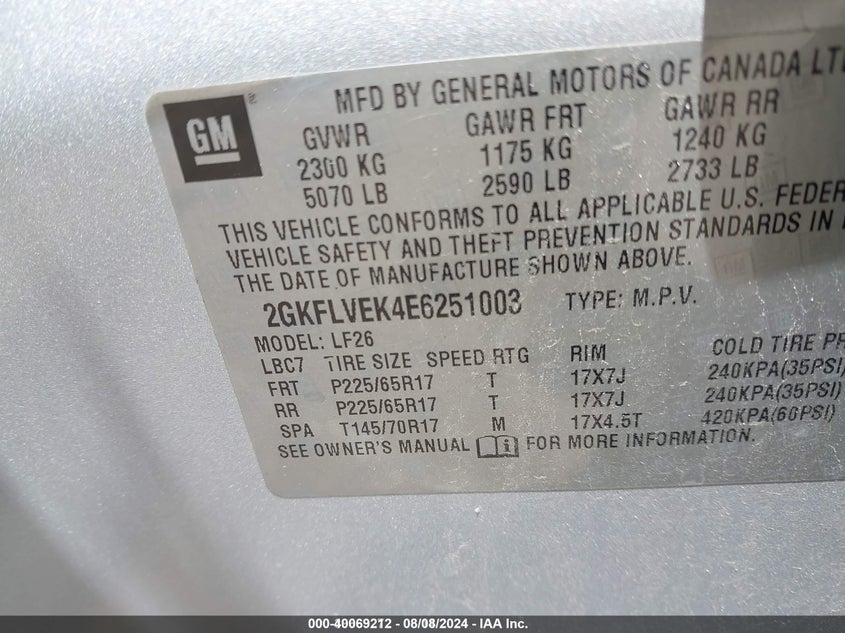 GM ®
MFD BY GENERAL MOTORS OF CANADA LT
GVWR GAWR FRT GAWR RR
2300 KG 1175 KG 1240 KG
5070 LB 2590 LB 2733 LB
THIS VEHICLE CONFORMS TO ALL APPLICABLE U.S. FEDER
VEHICLE SAFETY AND THEFT PREVENTION STANDARDS IN
THE DATE OF MANUFACTURE SHOWN ABOVE.
2GKFLVEK4E6251003 TYPE: M.P.V.
MODEL: LF26
LBC7 TIRE SIZE SPEED RTG RIM COLD TIRE PR
FRT P225/65R17 T 17X7J 240KPA(35PSI)
RR P225/65R17 T 17X7J 240KPA(35PSI)
SPA T145/70R17 M 17X4.5T 420KPA(60PSI)
SEE OWNER'S MANUAL FOR MORE INFORMATION.
000-40069212 - 08/08/2024 - IAA Inc.